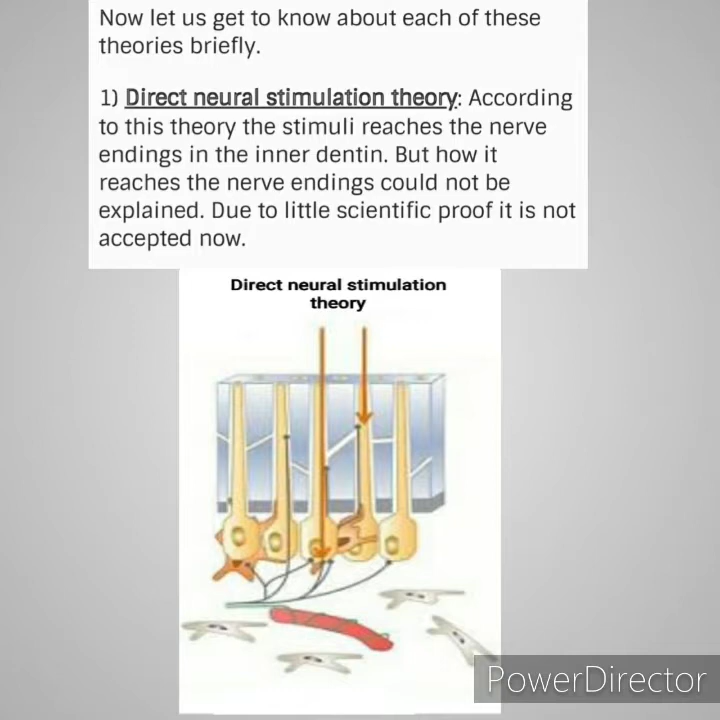 Now let us get to know about each of these
theories briefly.
1) Direct neural stimulation theory: According
to this theory the stimuli reaches the nerve
endings in the inner dentin. But how it
reaches the nerve endings could not be
explained. Due to little scientific proof it is not
accepted now.
Direct neural stimulation
theory
PowerDirector